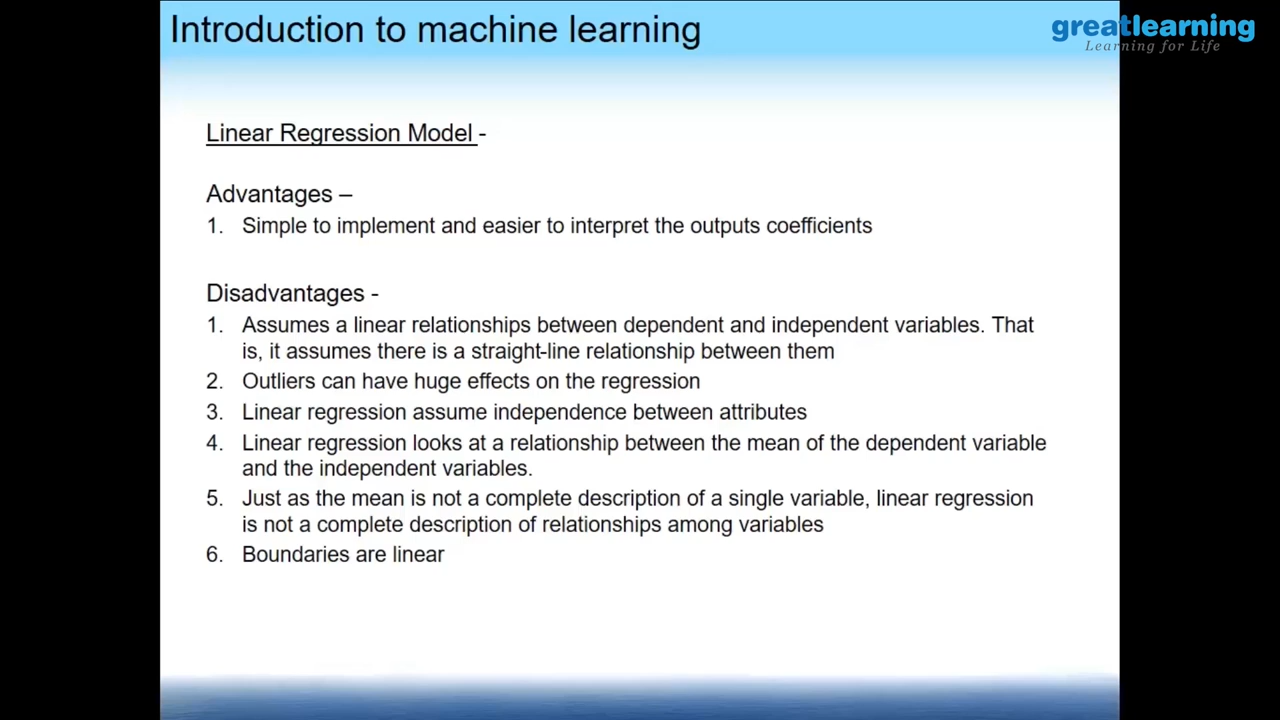 Introduction to machine learning
greatlearning
Learning for Life
Linear Regression Model -
Advantages –
1. Simple to implement and easier to interpret the outputs coefficients
Disadvantages -
1. Assumes a linear relationships between dependent and independent variables. That
is, it assumes there is a straight-line relationship between them
2. Outliers can have huge effects on the regression
3. Linear regression assume independence between attributes
4. Linear regression looks at a relationship between the mean of the dependent variable
and the independent variables.
5. Just as the mean is not a complete description of a single variable, linear regression
is not a complete description of relationships among variables
6. Boundaries are linear